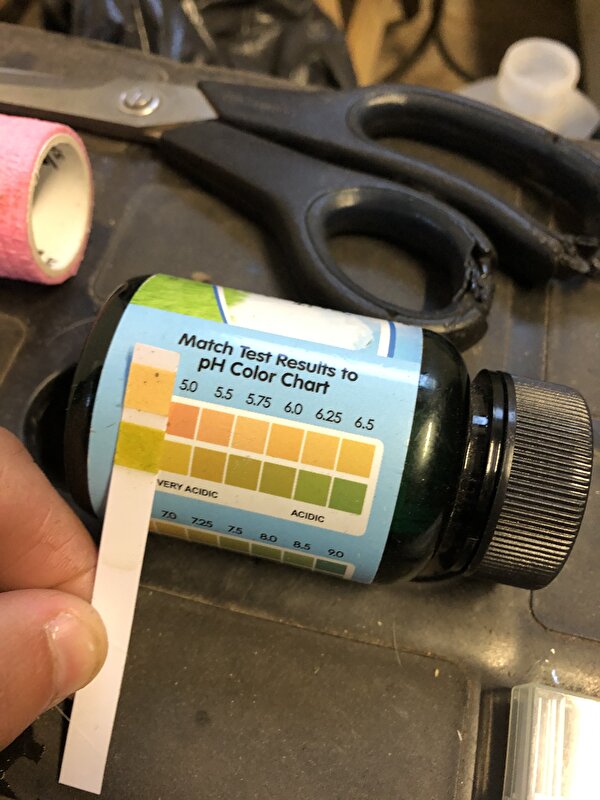 Match Test Results to
pH Color Chart
5.0 5.5 5.75 6.0 6.25 6.5
VERY ACIDIC ACIDIC
7.0 7.25 7.5 8.0 8.5 9.0